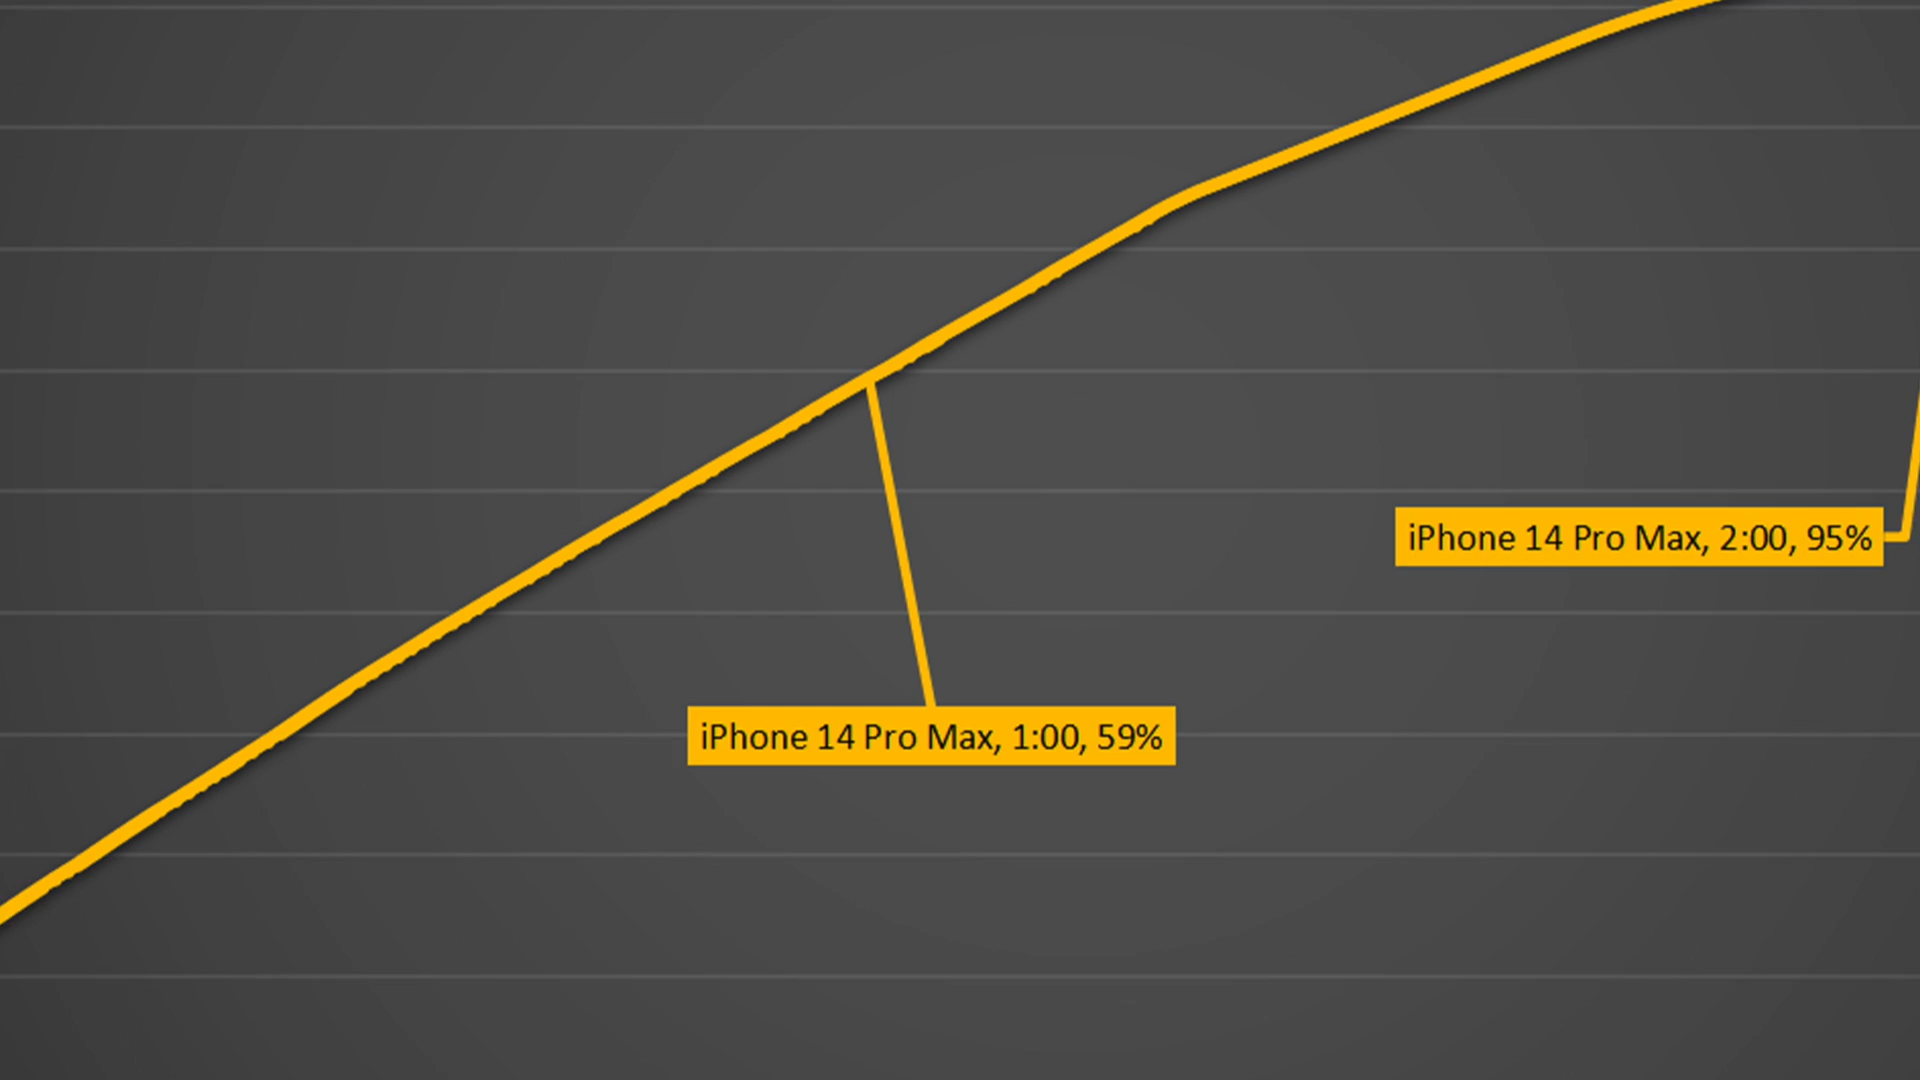 iPhone 14 Pro Max, 2:00, 95%
iPhone 14 Pro Max, 1:00, 59%